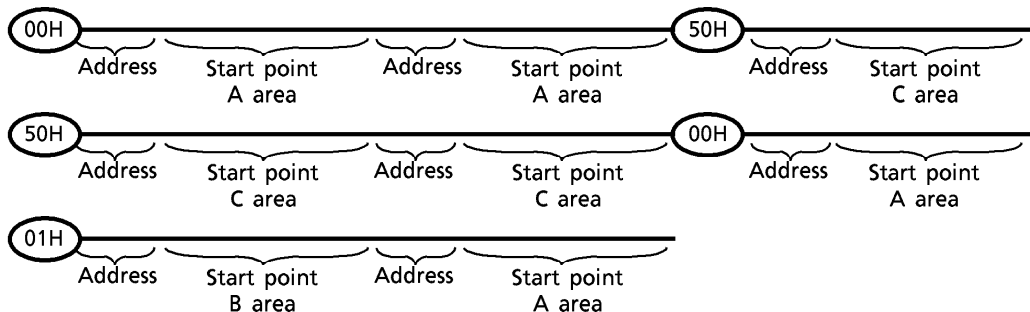 00H 50H
Address Start point Address Start point Address Start point
A area A area C area
50H 00H
Address Start point Address Start point Address Start point
C area C area A area
01H
Address Start point Address Start point
B area A area